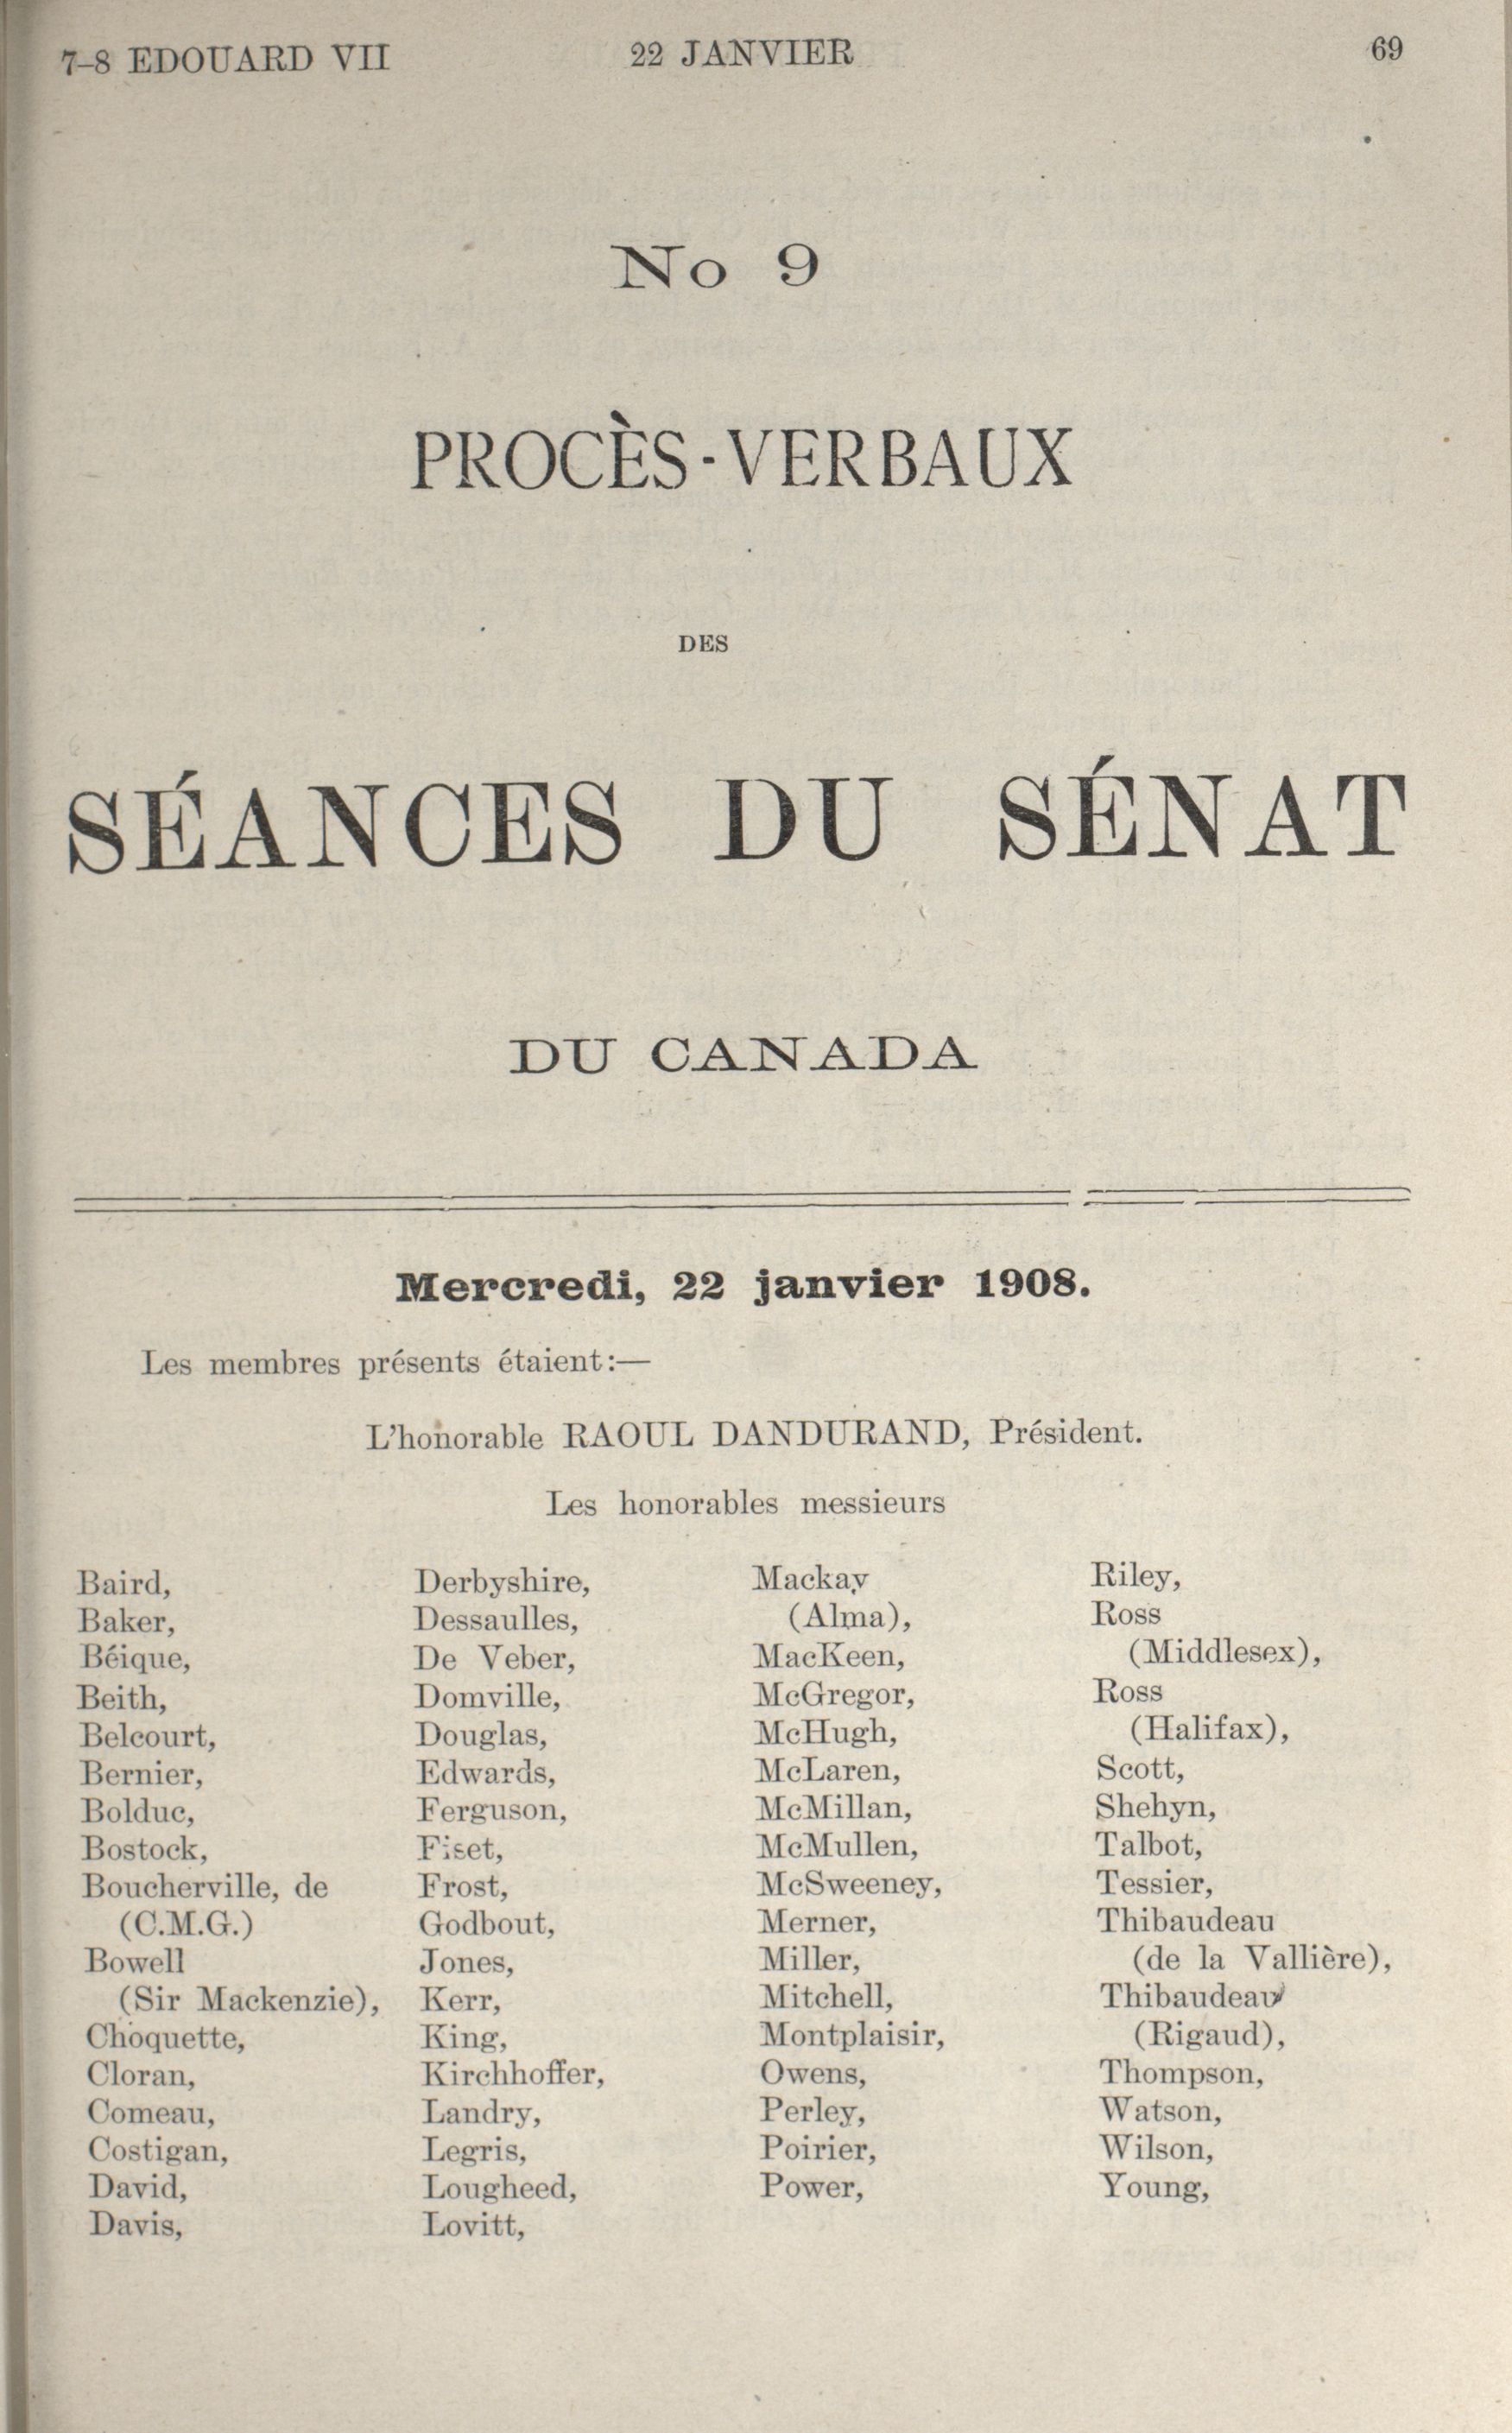 7-8 EDOUARD VII 22 JANVIER 69
No 9
PROCÈS-VERBAUX
DES
SÉANCES DU SÉNAT
DU CANADA
Mercredi, 22 janvier 1908.
Les membres présents étaient:—
L'honorable RAOUL DANDURAND, Président.
Les honorables messieurs
Baird,
Baker,
Béique,
Beith,
Belcourt,
Bernier,
Bolduc,
Bostock,
Boucherville, de
(C.M.G.)
Bowell
(Sir Mackenzie),
Choquette,
Cloran,
Comeau,
Costigan,
David,
Davis,
Derbyshire,
Dessaulles,
De Veber,
Domville,
Douglas,
Edwards,
Ferguson,
Fiset,
Frost,
Godbout,
Jones,
Kerr,
King,
Kirchhoffer,
Landry,
Legris,
Lougheed,
Lovitt,
Mackay
(Alma),
MacKeen,
McGregor,
McHugh,
McLaren,
McMillan,
McMullen,
McSweeney,
Merner,
Miller,
Mitchell,
Montplaisir,
Owens,
Perley,
Poirier,
Power,
Riley,
Ross
(Middlesex),
Ross
(Halifax),
Scott,
Shehyn,
Talbot,
Tessier,
Thibaudeau
(de la Vallière),
Thibaudeau
(Rigaud),
Thompson,
Watson,
Wilson,
Young,